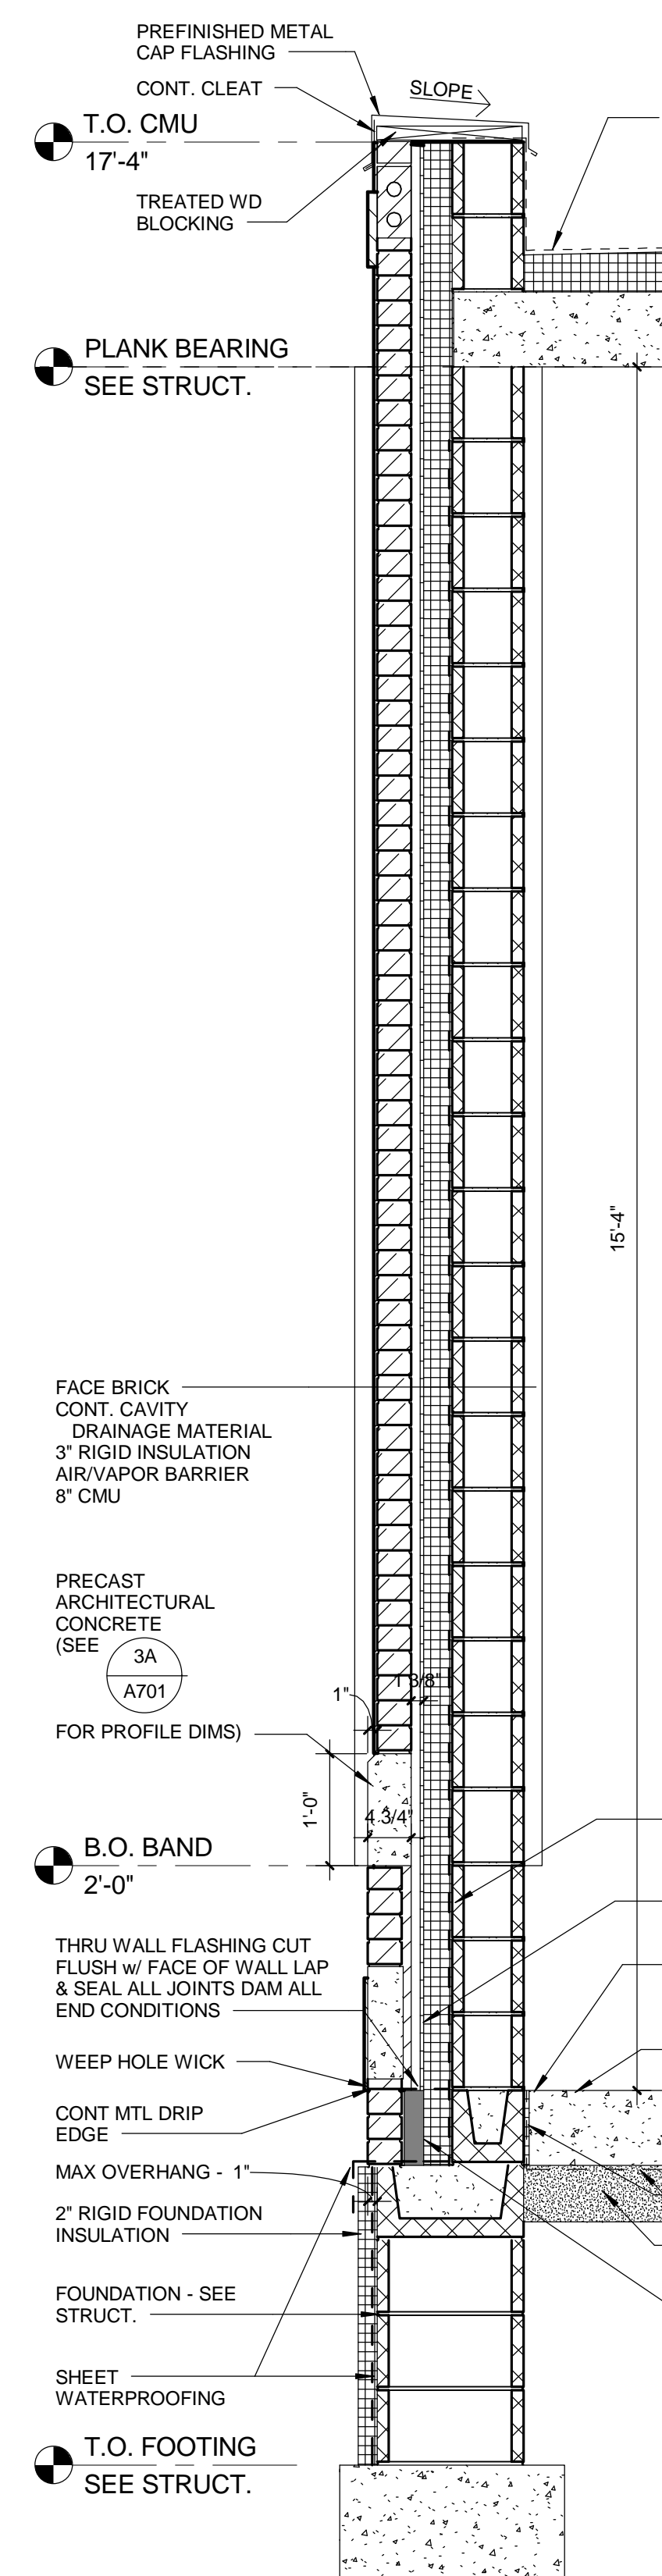 PREFINISHED METAL
CAP FLASHING
CONT. CLEAT
SLOPE
T.O. CMU
17'-4"
TREATED WD
BLOCKING
PLANK BEARING
SEE STRUCT.
15'-4"
FACE BRICK
CONT. CAVITY
DRAINAGE MATERIAL
3" RIGID INSULATION
AIR/VAPOR BARRIER
8" CMU
PRECAST
ARCHITECTURAL
CONCRETE
(SEE
3A
A701
1 3/8"
1"
FOR PROFILE DIMS)
1'-0"
4 3/4"
B.O. BAND
2'-0"
THRU WALL FLASHING CUT
FLUSH w/ FACE OF WALL LAP
& SEAL ALL JOINTS DAM ALL
END CONDITIONS
WEEP HOLE WICK
CONT MTL DRIP
EDGE
MAX OVERHANG - 1"
2" RIGID FOUNDATION
INSULATION
FOUNDATION - SEE
STRUCT.
SHEET
WATERPROOFING
T.O. FOOTING
SEE STRUCT.